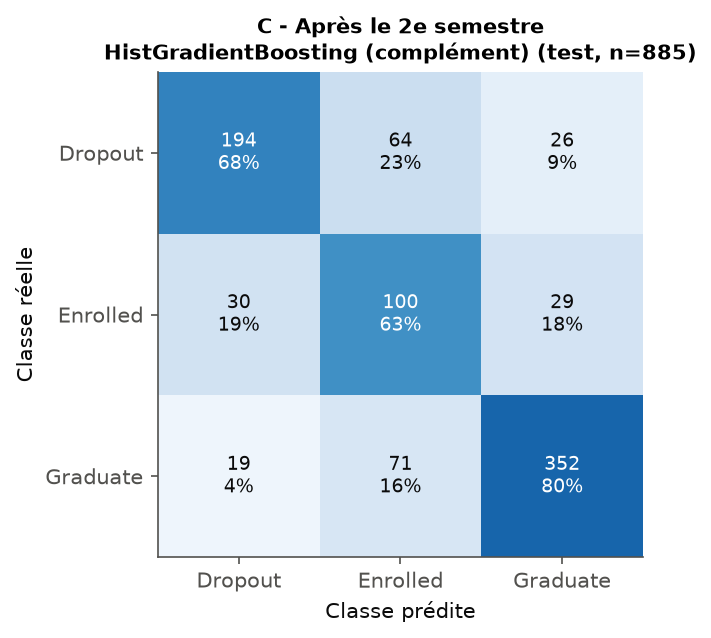 C - Après le 2e semestre
HistGradientBoosting (complément) (test, n=885)
Classe réelle
Dropout
194
68%
64
23%
26
9%
Enrolled
30
19%
100
63%
29
18%
Graduate
19
4%
71
16%
352
80%
Dropout
Enrolled
Graduate
Classe prédite